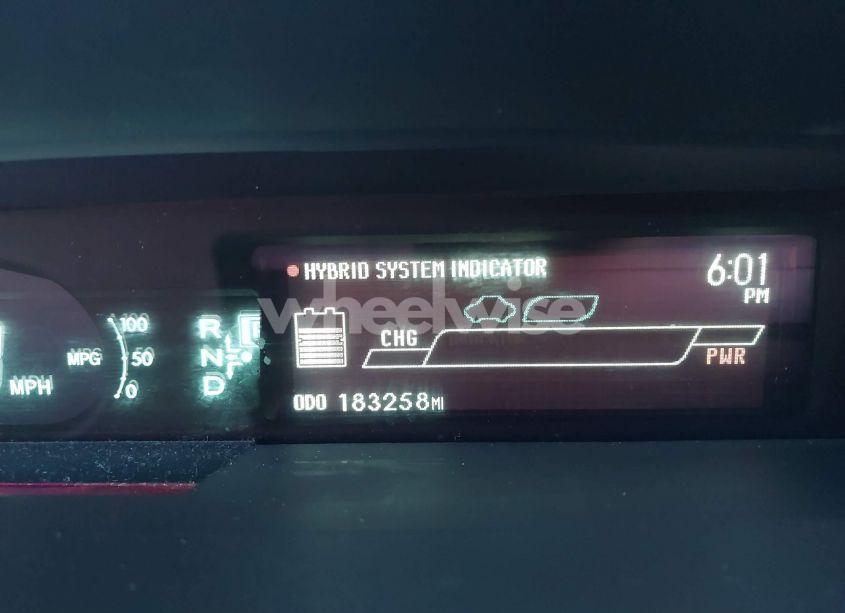 HYBRID SYSTEM INDICATOR
6:01
PM
wheelwise
100
R
MPG
50
N
CHG
PWR
MPH
0
D
ODO 183258MI